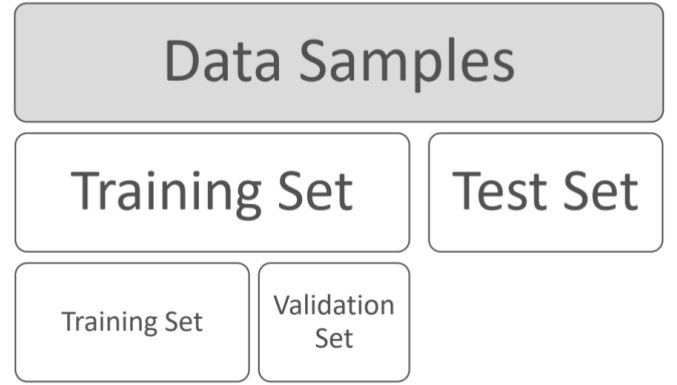 Data Samples
Training Set
Test Set
Training Set
Validation
Set